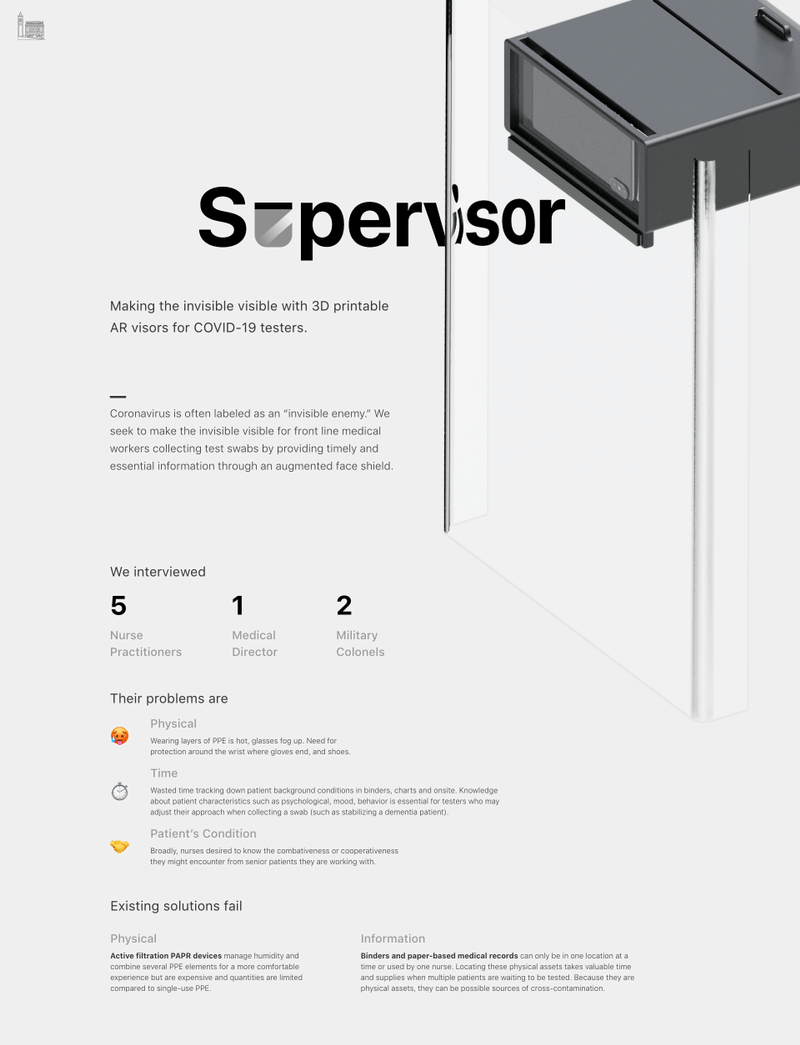 Supervisor
Making the invisible visible with 3D printable
AR visors for COVID-19 testers.
Coronavirus is often labeled as an “invisible enemy.” We
seek to make the invisible visible for front line medical
workers collecting test swabs by providing timely and
essential information through an augmented face shield.
We interviewed
5 1 2
Nurse Medical Military
Practitioners Director Colonels
Their problems are
Physical
Wearing layers of PPE is hot, glasses fog up. Need for
protection around the wrist where gloves end, and shoes.
Time
Wasted time tracking down patient background conditions in binders, charts and onsite. Knowledge
about patient characteristics such as psychological, mood, behavior is essential for testers who may
adjust their approach when collecting a swab (such as stabilizing a dementia patient).
Patient’s Condition
Broadly, nurses desired to know the combativeness or cooperativeness
they might encounter from senior patients they are working with.
Existing solutions fail
Physical
Active filtration PAPR devices manage humidity and
combine several PPE elements for a more comfortable
experience but are expensive and quantities are limited
compared to single-use PPE.
Information
Binders and paper-based medical records can only be in one location at a
time or used by one nurse. Locating these physical assets takes valuable time
and supplies when multiple patients are waiting to be tested. Because they are
physical assets, they can be possible sources of cross-contamination.